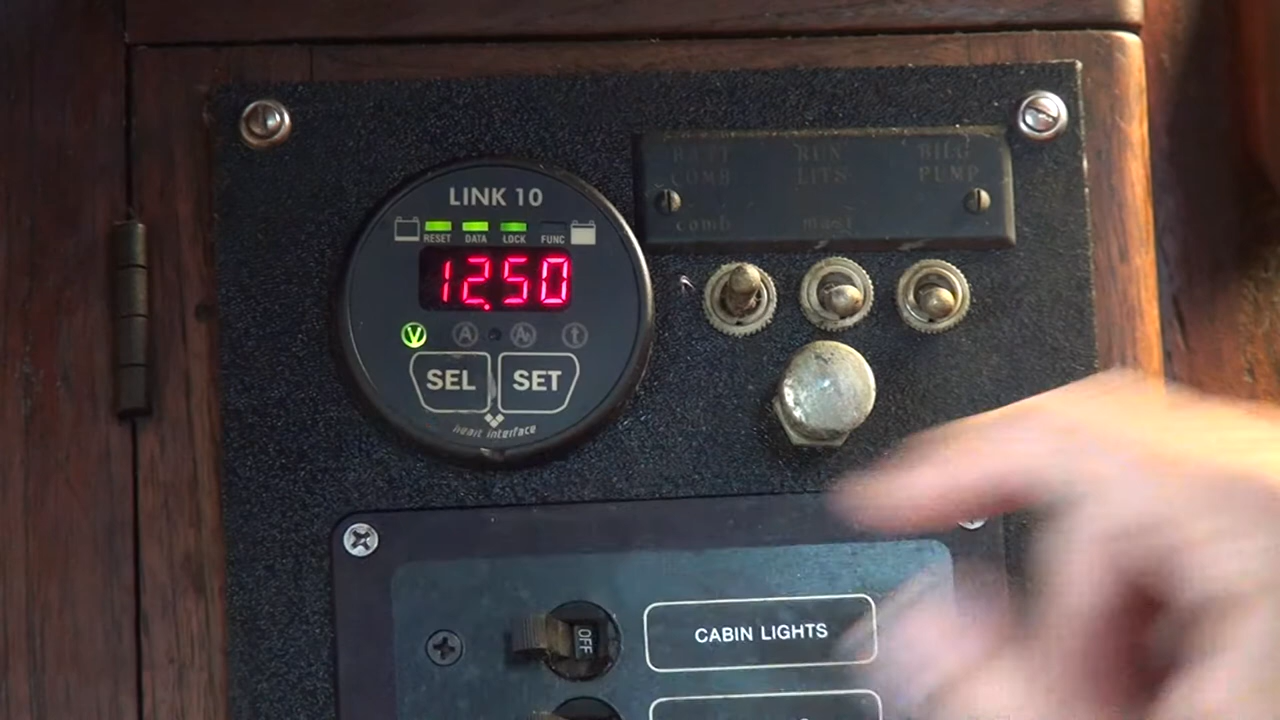 LINK 10
RESET DATA LOCK FUNC
12.50
V A Ah t
SEL SET
heart interface
BATT RUN BILG
COMB LITS PUMP
comb mast
OFF
CABIN LIGHTS